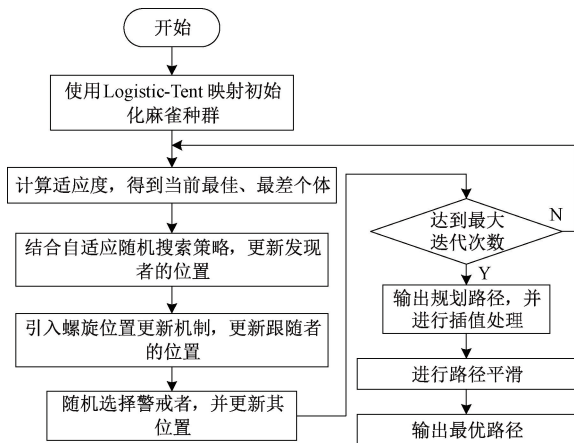 开始
使用Logistic-Tent 映射初始
化麻雀种群
计算适应度，得到当前最佳、最差个体
结合自适应随机搜索策略，更新发现
者的位置
引入螺旋位置更新机制，更新跟随者
的位置
随机选择警戒者，并更新其
位置
达到最大
迭代次数
N
Y
输出规划路径，并
进行插值处理
进行路径平滑
输出最优路径